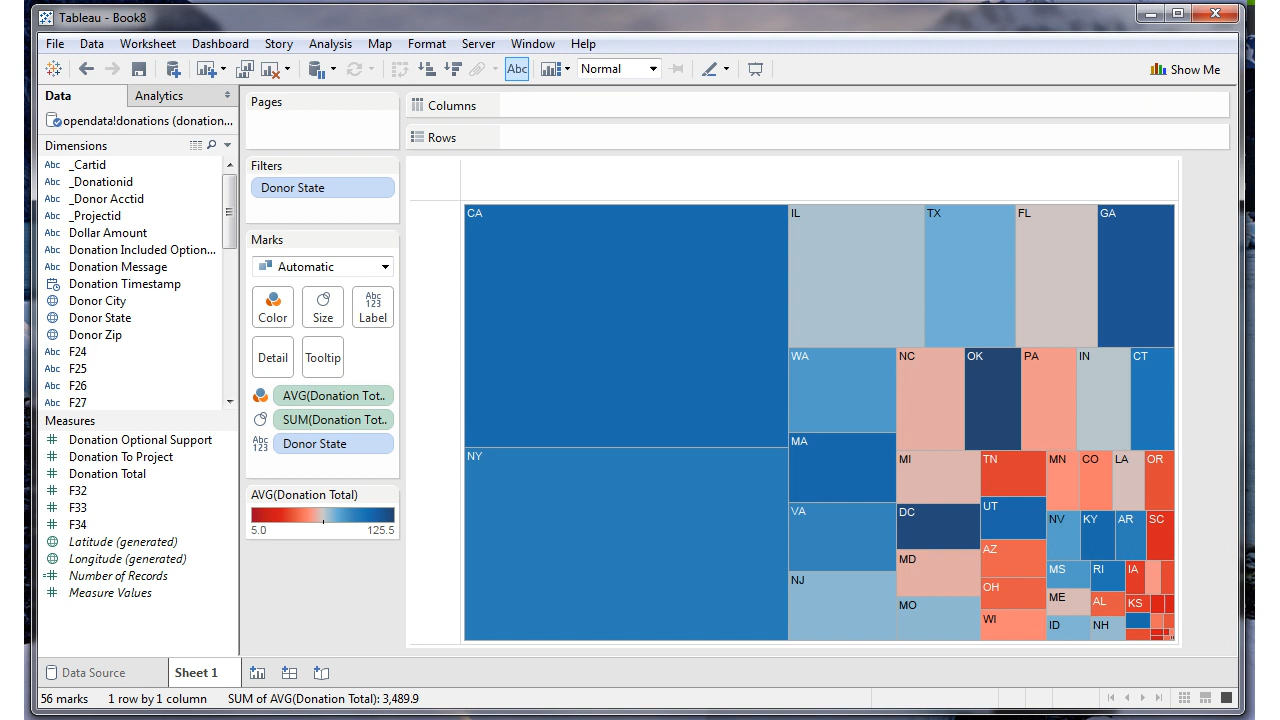 Tableau - Book8
File Data Worksheet Dashboard Story Analysis Map Format Server Window Help
Abc Normal Show Me
Data Analytics
opendata!donations (donation...
Dimensions
Abc _Cartid
Abc _Donationid
Abc _Donor Acctid
Abc _Projectid
Abc Dollar Amount
Abc Donation Included Option...
Abc Donation Message
Donation Timestamp
Donor City
Donor State
Donor Zip
Abc F24
Abc F25
Abc F26
Abc F27
Measures
# Donation Optional Support
# Donation To Project
# Donation Total
# F32
# F33
# F34
Latitude (generated)
Longitude (generated)
=# Number of Records
# Measure Values
Pages
Filters
Donor State
Marks
Automatic
Color Size Abc 123 Label
Detail Tooltip
AVG(Donation Tot..
SUM(Donation Tot..
Abc 123 Donor State
AVG(Donation Total)
5.0 125.5
Columns
Rows
CA IL TX FL GA
WA NC OK PA IN CT
MA
NY MI TN MN CO LA OR
VA DC UT NV KY AR SC
AZ
MD MS RI IA
NJ OH
MO ME AL KS
WI ID NH
Data Source Sheet 1
56 marks 1 row by 1 column SUM of AVG(Donation Total): 3,489.9